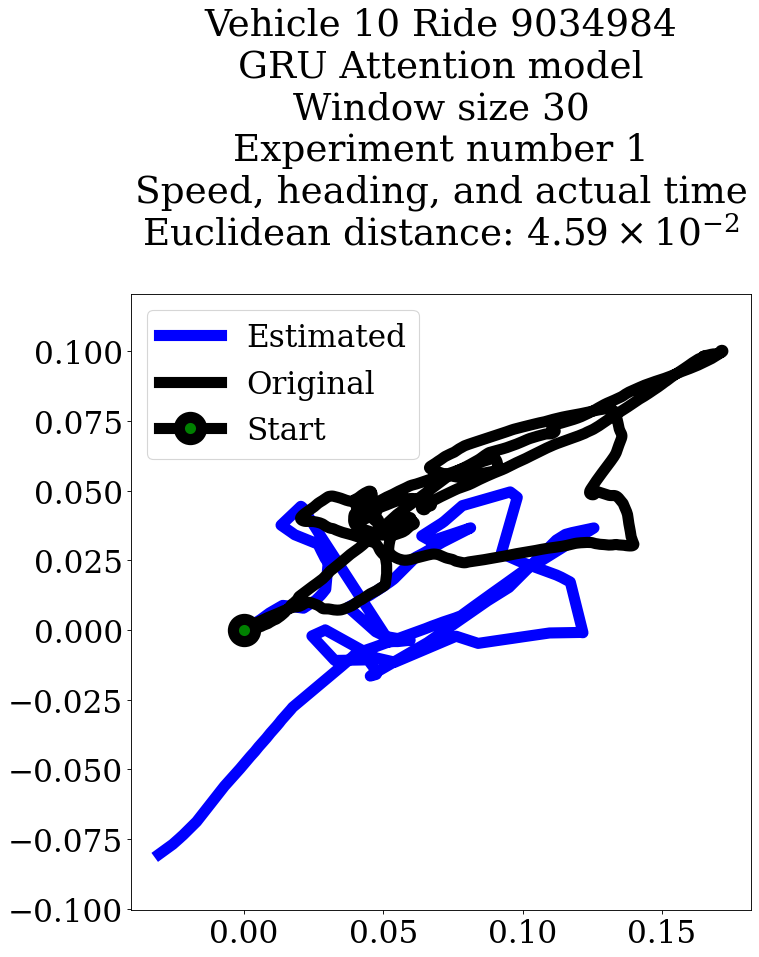 Vehicle 10 Ride 9034984
GRU Attention model
Window size 30
Experiment number 1
Speed, heading, and actual time
Euclidean distance: 4.59 × 10⁻²
Estimated
Original
Start
0.100
0.075
0.050
0.025
0.000
−0.025
−0.050
−0.075
−0.100
0.00 0.05 0.10 0.15